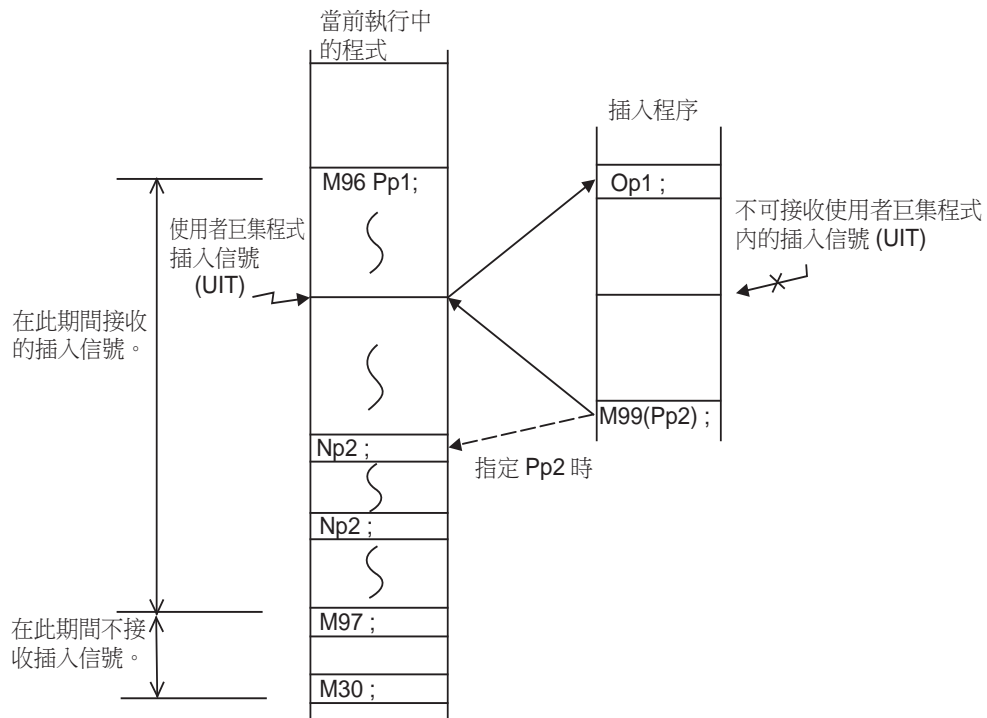 當前執行中
的程式
插入程序
M96 Pp1;
Op1 ;
使用者巨集程式
插入信號
(UIT)
不可接收使用者巨集程式
內的插入信號 (UIT)
在此期間接收
的插入信號。
M99(Pp2) ;
Np2 ;
指定 Pp2 時
Np2 ;
M97 ;
在此期間不接
收插入信號。
M30 ;